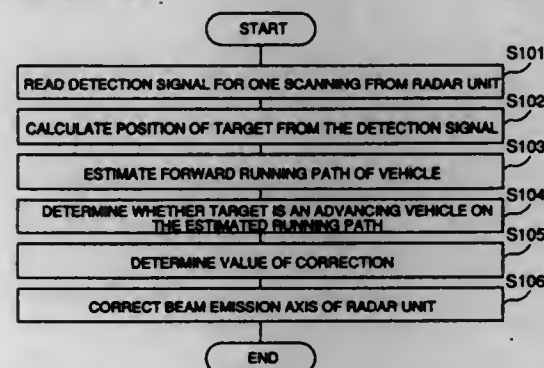 START
S101
READ DETECTION SIGNAL FOR ONE SCANNING FROM RADAR UNIT
S102
CALCULATE POSITION OF TARGET FROM THE DETECTION SIGNAL
S103
ESTIMATE FORWARD RUNNING PATH OF VEHICLE
S104
DETERMINE WHETHER TARGET IS AN ADVANCING VEHICLE ON
THE ESTIMATED RUNNING PATH
S105
DETERMINE VALUE OF CORRECTION
S106
CORRECT BEAM EMISSION AXIS OF RADAR UNIT
END